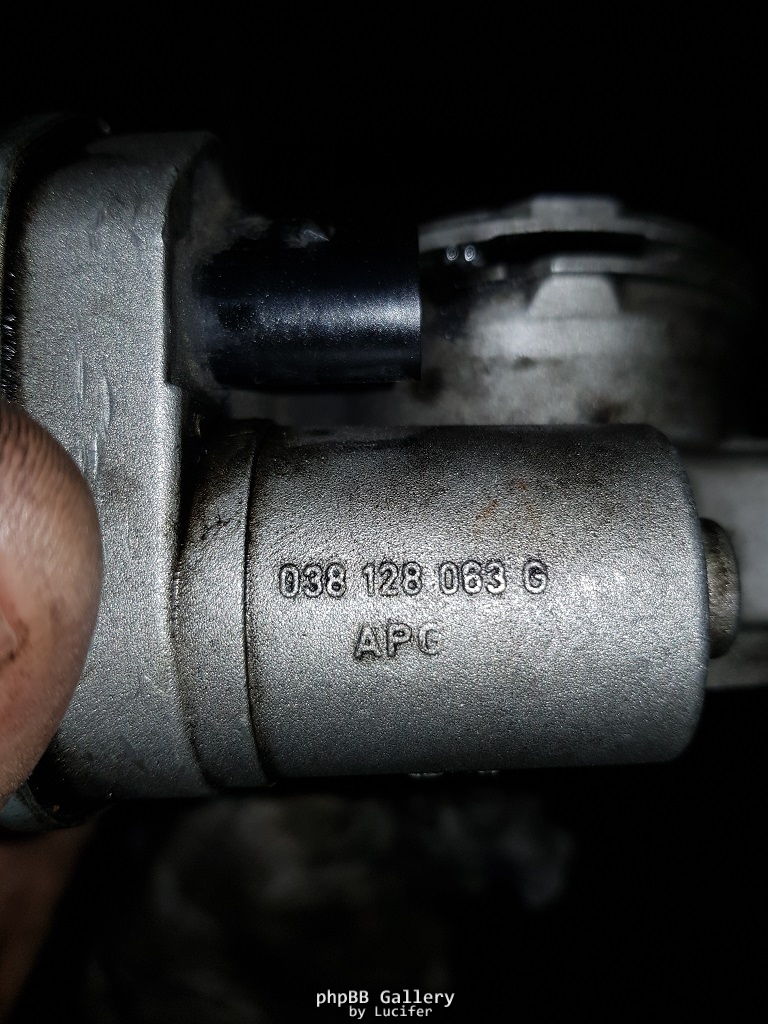 038 128 063 G
APG
phpBB Gallery
by Lucifer